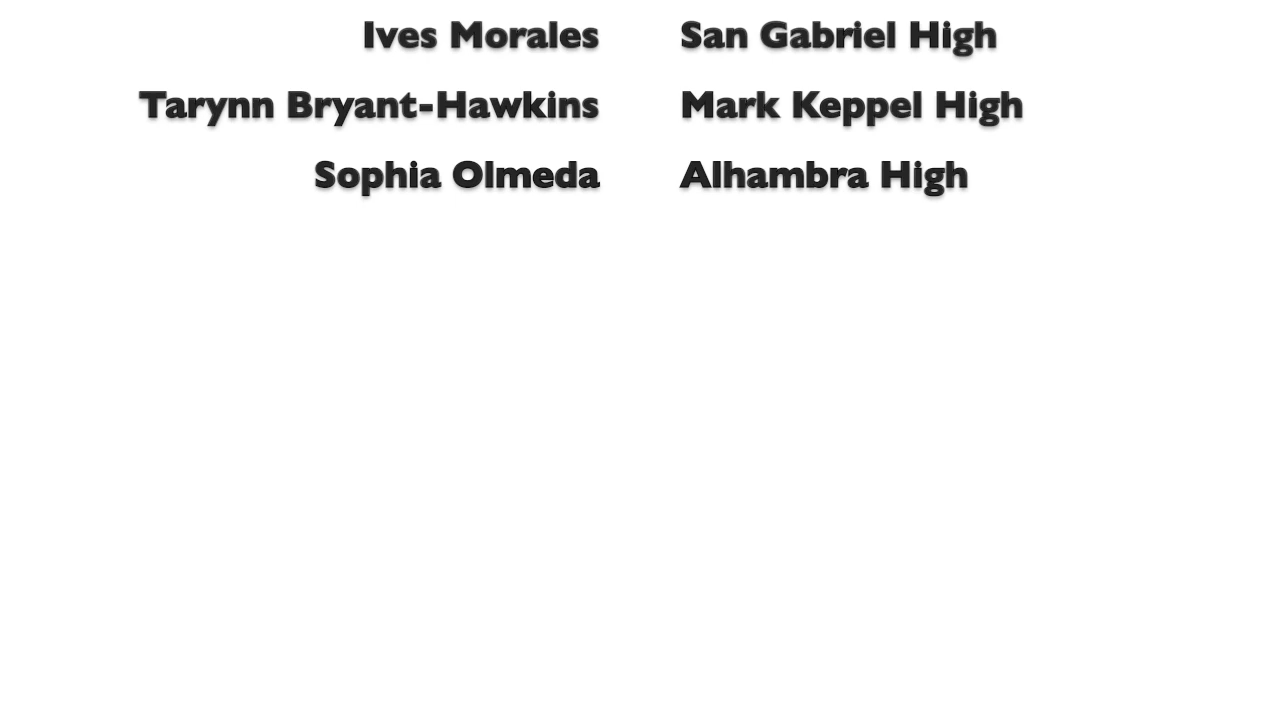 Ives Morales San Gabriel High
Tarynn Bryant-Hawkins Mark Keppel High
Sophia Olmeda Alhambra High